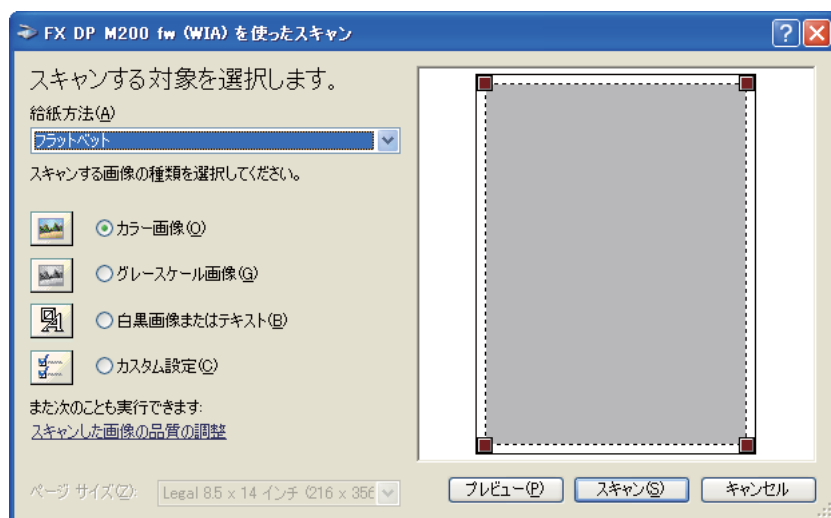 FX DP M200 fw (WIA) を使ったスキャン
スキャンする対象を選択します。
給紙方法(A)
フラットベット
スキャンする画像の種類を選択してください。
カラー画像(O)
グレースケール画像(G)
白黒画像またはテキスト(B)
カスタム設定(C)
また次のことも実行できます:
スキャンした画像の品質の調整
ページ サイズ(Z): Legal 8.5 x 14 インチ (216 x 356
プレビュー(P) スキャン(S) キャンセル